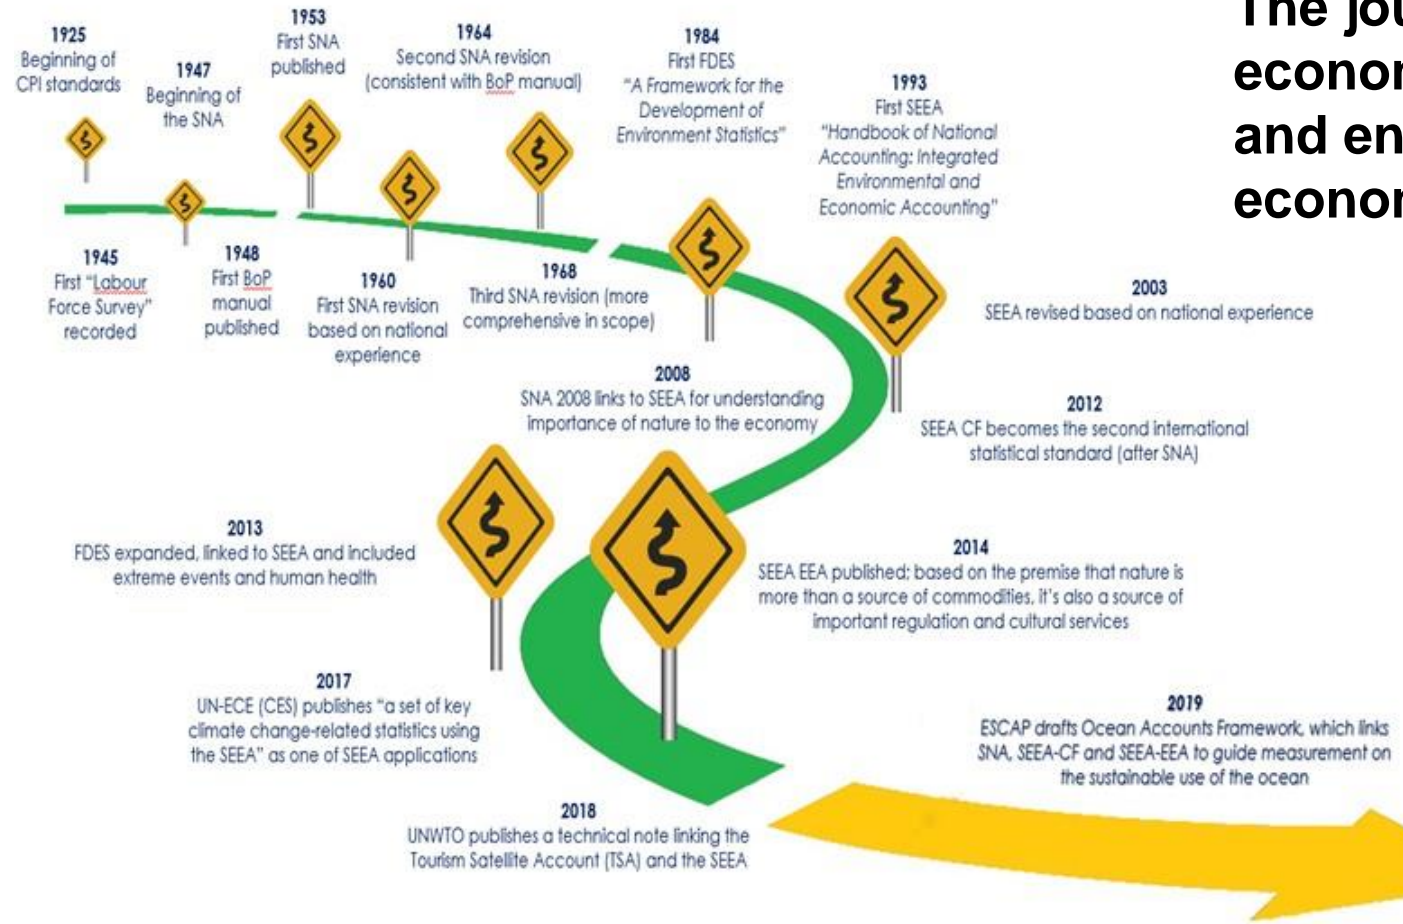 The jou
econor
and en
econor
1925
Beginning of
CPI standards
1947
Beginning of
the SNA
1953
First SNA
published
1964
Second SNA revision
(consistent with BoP manual)
1984
First FDES
“A Framework for the
Development of
Environment Statistics”
1993
First SEEA
“Handbook of National
Accounting: Integrated
Environmental and
Economic Accounting”
1945
First “Labour
Force Survey”
recorded
1948
First BoP
manual
published
1960
First SNA revision
based on national
experience
1968
Third SNA revision (more
comprehensive in scope)
2003
SEEA revised based on national experience
2008
SNA 2008 links to SEEA for understanding
importance of nature to the economy
2012
SEEA CF becomes the second international
statistical standard (after SNA)
2013
FDES expanded, linked to SEEA and included
extreme events and human health
2014
SEEA EEA published; based on the premise that nature is
more than a source of commodities, it’s also a source of
important regulation and cultural services
2017
UN-ECE (CES) publishes “a set of key
climate change-related statistics using
the SEEA” as one of SEEA applications
2018
UNWTO publishes a technical note linking the
Tourism Satellite Account (TSA) and the SEEA
2019
ESCAP drafts Ocean Accounts Framework, which links
SNA, SEEA-CF and SEEA-EEA to guide measurement on
the sustainable use of the ocean